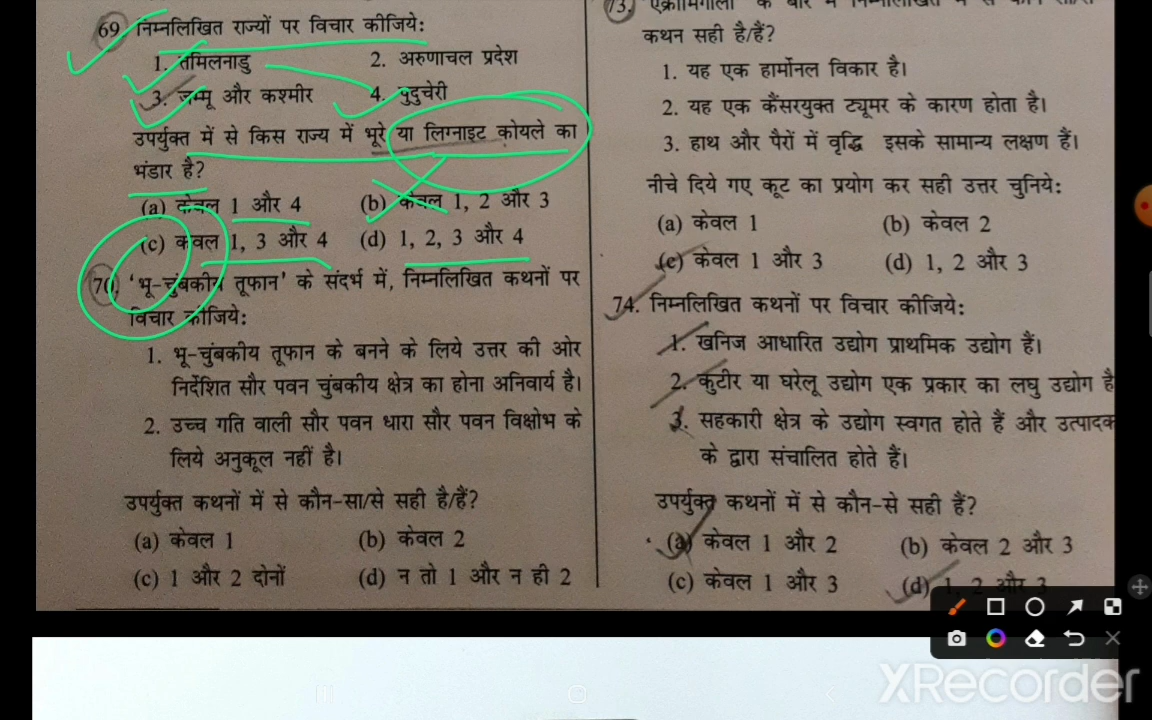 69. निम्नलिखित राज्यों पर विचार कीजिये:
1. तमिलनाडु 2. अरुणाचल प्रदेश
3. जम्मू और कश्मीर 4. पुदुचेरी
उपर्युक्त में से किस राज्य में भूरे या लिग्नाइट कोयले का
भंडार है?
(a) केवल 1 और 4 (b) केवल 1, 2 और 3
(c) केवल 1, 3 और 4 (d) 1, 2, 3 और 4
70. 'भू-चुंबकीय तूफान' के संदर्भ में, निम्नलिखित कथनों पर
विचार कीजिये:
1. भू-चुंबकीय तूफान के बनने के लिये उत्तर की ओर
निर्देशित सौर पवन चुंबकीय क्षेत्र का होना अनिवार्य है।
2. उच्च गति वाली सौर पवन धारा सौर पवन विक्षोभ के
लिये अनुकूल नहीं है।
उपर्युक्त कथनों में से कौन-सा/से सही है/हैं?
(a) केवल 1 (b) केवल 2
(c) 1 और 2 दोनों (d) न तो 1 और न ही 2
73. के बारे में
कथन सही है/हैं?
1. यह एक हार्मोनल विकार है।
2. यह एक कैंसरयुक्त ट्यूमर के कारण होता है।
3. हाथ और पैरों में वृद्धि इसके सामान्य लक्षण हैं।
नीचे दिये गए कूट का प्रयोग कर सही उत्तर चुनिये:
(a) केवल 1 (b) केवल 2
(c) केवल 1 और 3 (d) 1, 2 और 3
74. निम्नलिखित कथनों पर विचार कीजिये:
1. खनिज आधारित उद्योग प्राथमिक उद्योग हैं।
2. कुटीर या घरेलू उद्योग एक प्रकार का लघु उद्योग है
3. सहकारी क्षेत्र के उद्योग स्वगत होते हैं और उत्पादक
के द्वारा संचालित होते हैं।
उपर्युक्त कथनों में से कौन-से सही हैं?
(a) केवल 1 और 2 (b) केवल 2 और 3
(c) केवल 1 और 3 (d) 1, 2 और 3
XRecorder